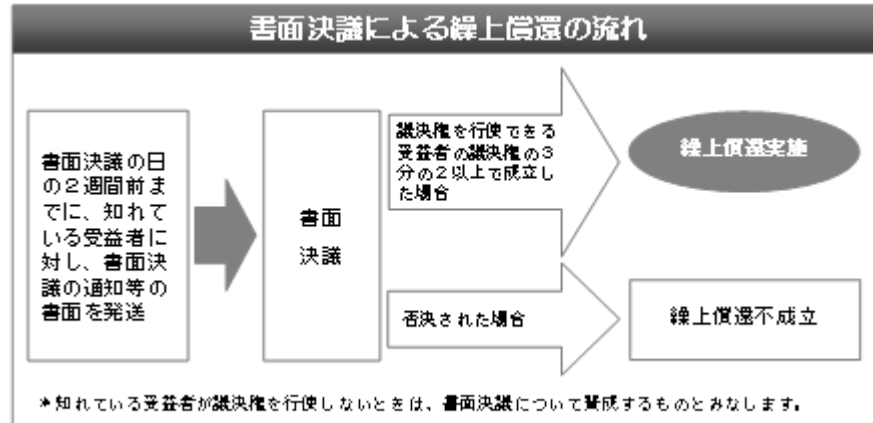 書面決議による繰上償還の流れ
書面決議の日
の２週間前ま
でに、知れて
いる受益者に
対し、書面決
議の通知等の
書面を発送
書面
決議
議決権を行使できる
受益者の議決権の３
分の２以上で成立し
た場合
繰上償還実施
否決された場合
繰上償還不成立
＊知れている受益者が議決権を行使しないときは、書面決議について賛成するものとみなします。